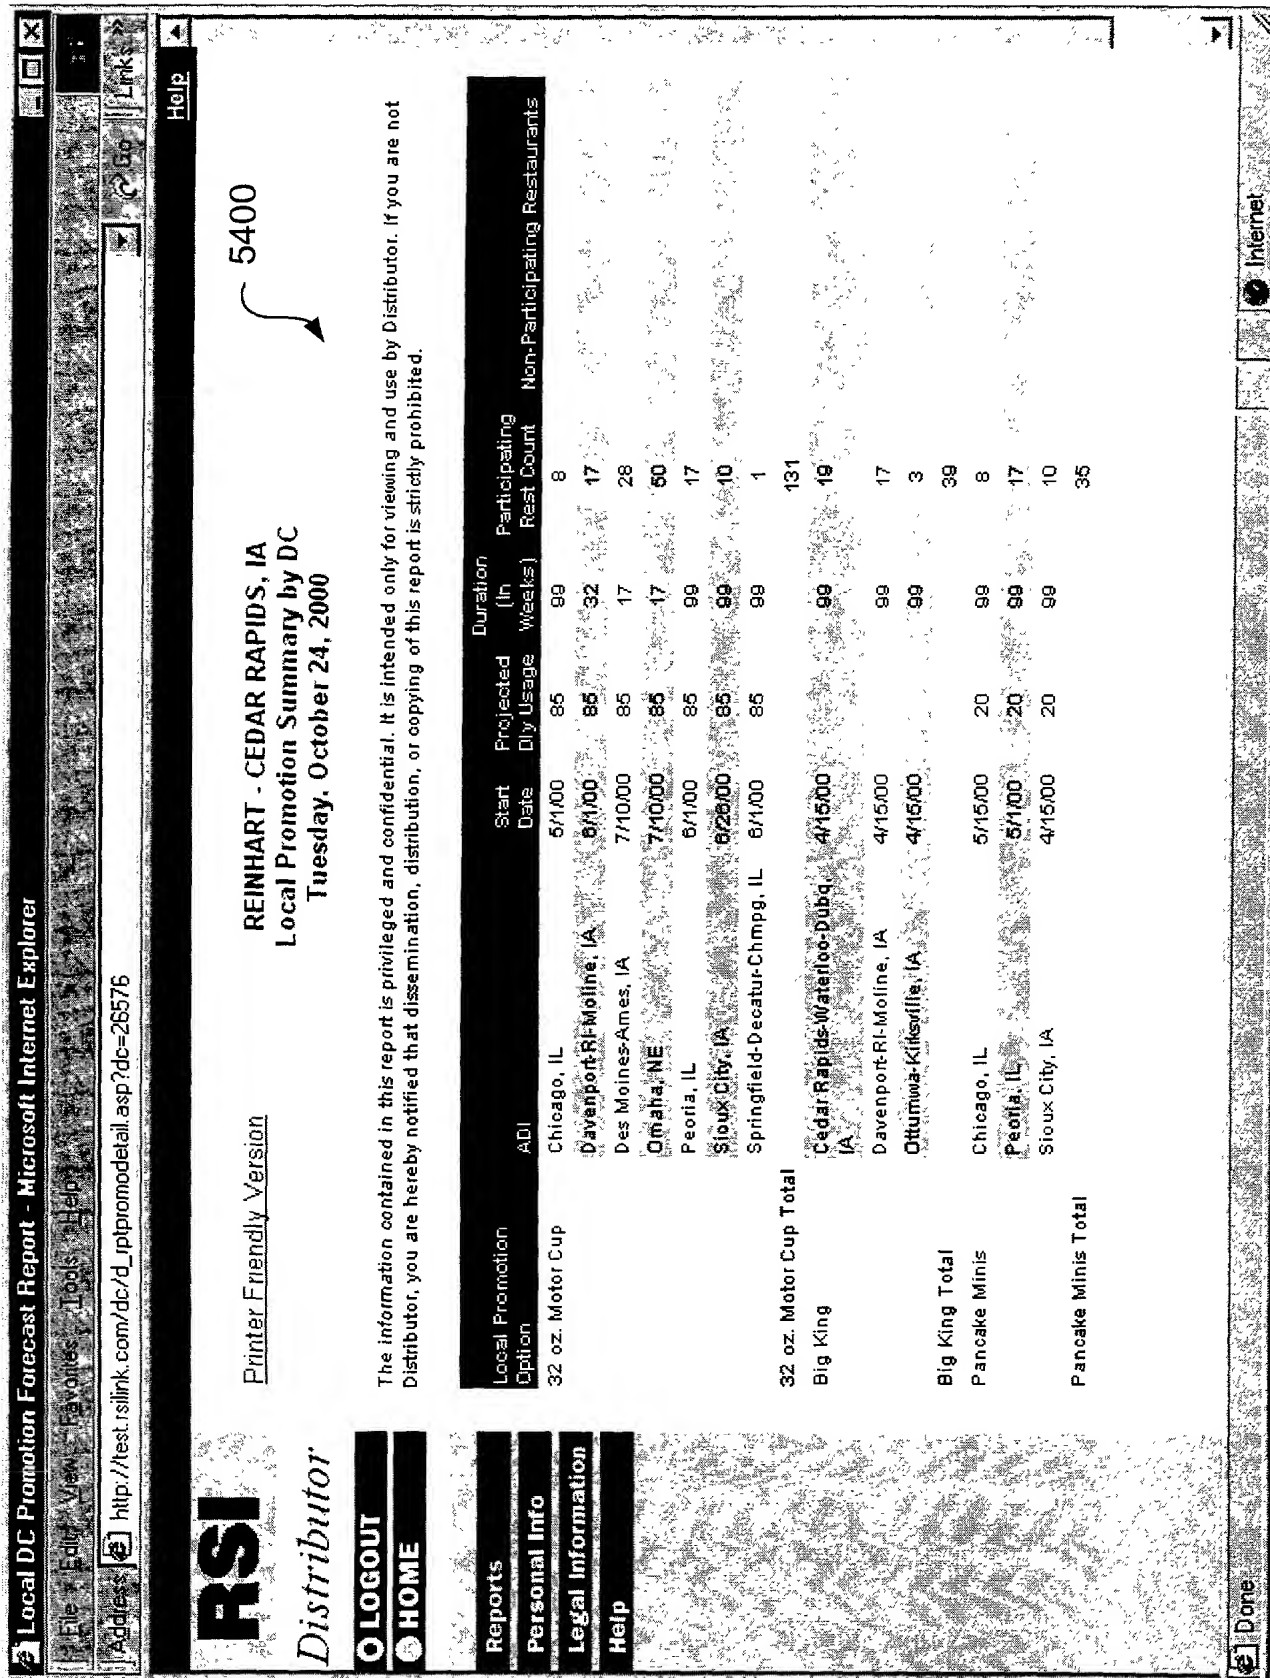 Local DC Promotion Forecast Report - Microsoft Internet Explorer
File Edit View Favorites Tools Help
Address http://test.rsilink.com/dc/d_rptpromodetail.asp?dc=26576 Go Links »
Help
RSI
Distributor
LOGOUT
HOME
Reports
Personal Info
Legal Information
Help
Printer Friendly Version
REINHART - CEDAR RAPIDS, IA
Local Promotion Summary by DC
Tuesday, October 24, 2000
5400
The information contained in this report is privileged and confidential. It is intended only for viewing and use by Distributor. If you are not
Distributor, you are hereby notified that dissemination, distribution, or copying of this report is strictly prohibited.
Local Promotion Option ADI Start Date Projected Dly Usage Duration (In Weeks) Participating Rest Count Non-Participating Restaurants
32 oz. Motor Cup Chicago, IL 5/1/00 85 99 8
Davenport-RI-Moline, IA 6/1/00 85 32 17
Des Moines-Ames, IA 7/10/00 85 17 28
Omaha, NE 7/10/00 85 17 50
Peoria, IL 6/1/00 85 99 17
Sioux City, IA 6/26/00 85 99 10
Springfield-Decatur-Chmpg, IL 6/1/00 85 99 1
32 oz. Motor Cup Total 131
Big King Cedar Rapids-Waterloo-Dubq, IA 4/15/00 99 19
Davenport-RI-Moline, IA 4/15/00 99 17
Ottumwa-Kirksville, IA 4/15/00 99 3
Big King Total 39
Pancake Minis Chicago, IL 5/15/00 20 99 8
Peoria, IL 5/1/00 20 99 17
Sioux City, IA 4/15/00 20 99 10
Pancake Minis Total 35
Done Internet